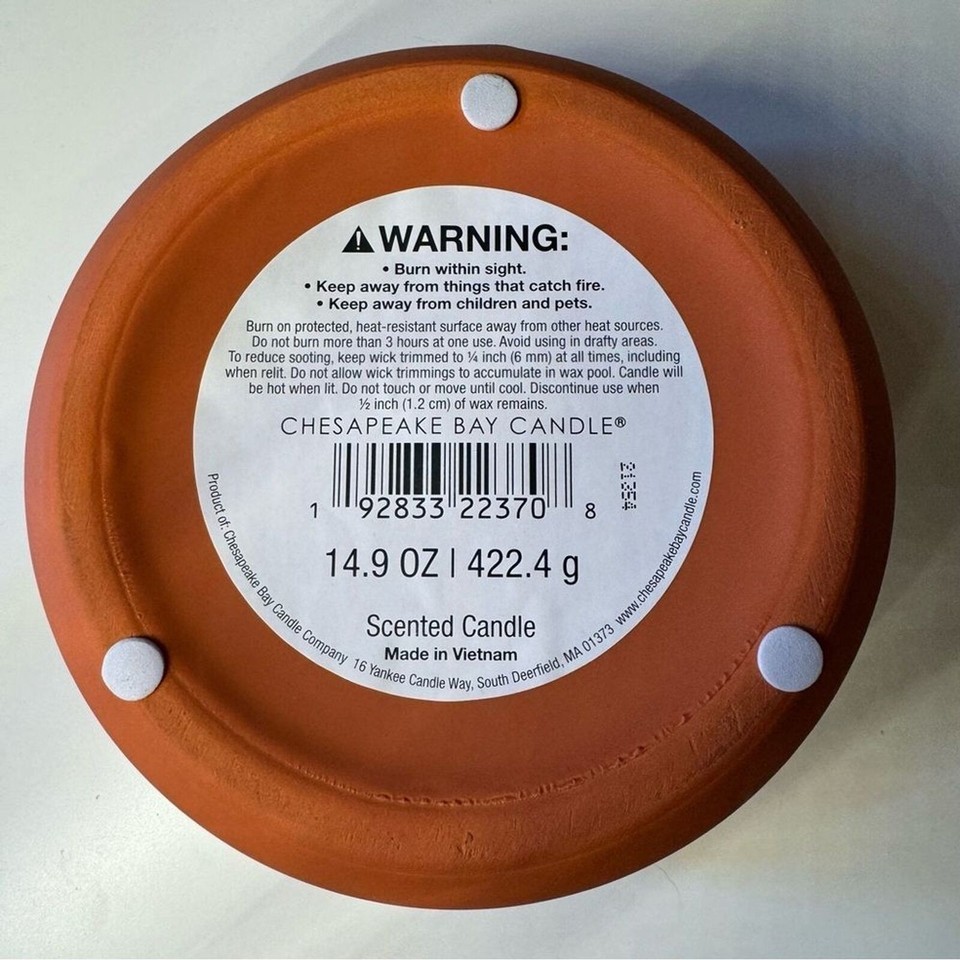 WARNING:
• Burn within sight.
• Keep away from things that catch fire.
• Keep away from children and pets.
Burn on protected, heat-resistant surface away from other heat sources.
Do not burn more than 3 hours at one use. Avoid using in drafty areas.
To reduce sooting, keep wick trimmed to ¼ inch (6 mm) at all times, including
when relit. Do not allow wick trimmings to accumulate in wax pool. Candle will
be hot when lit. Do not touch or move until cool. Discontinue use when
½ inch (1.2 cm) of wax remains.
CHESAPEAKE BAY CANDLE®
1 92833 22370 8
14.9 OZ | 422.4 g
Scented Candle
Made in Vietnam
Product of: Chesapeake Bay Candle Company 16 Yankee Candle Way, South Deerfield, MA 01373 www.chesapeakebaycandle.com